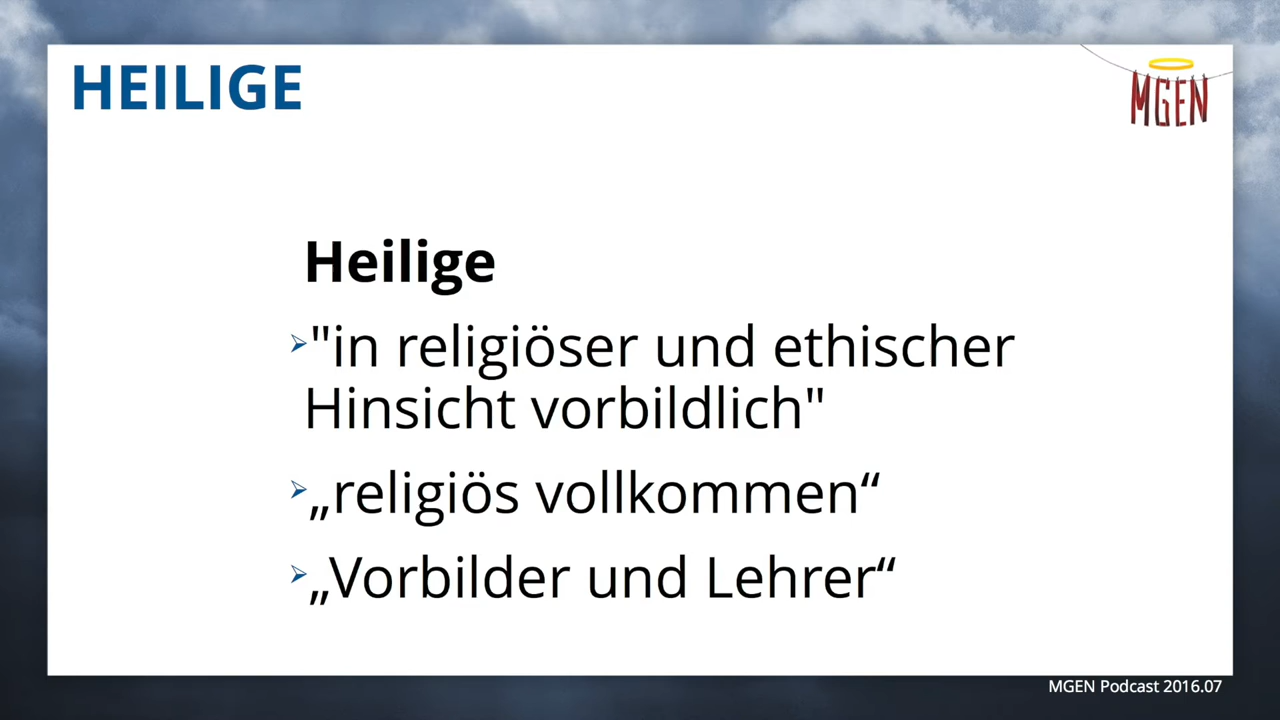 HEILIGE
MGEN
Heilige
"in religiöser und ethischer
Hinsicht vorbildlich"
„religiös vollkommen“
„Vorbilder und Lehrer“
MGEN Podcast 2016.07